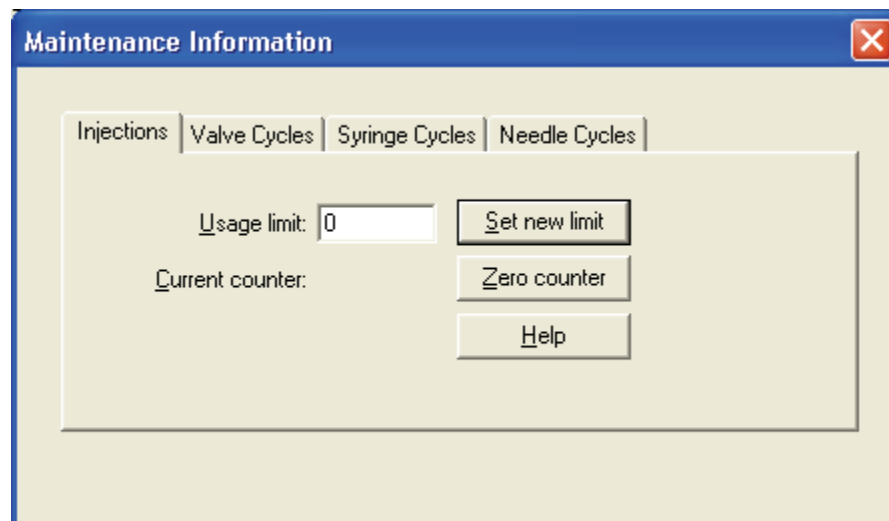 Maintenance Information
Injections Valve Cycles Syringe Cycles Needle Cycles
Usage limit: 0 Set new limit
Current counter: Zero counter
Help